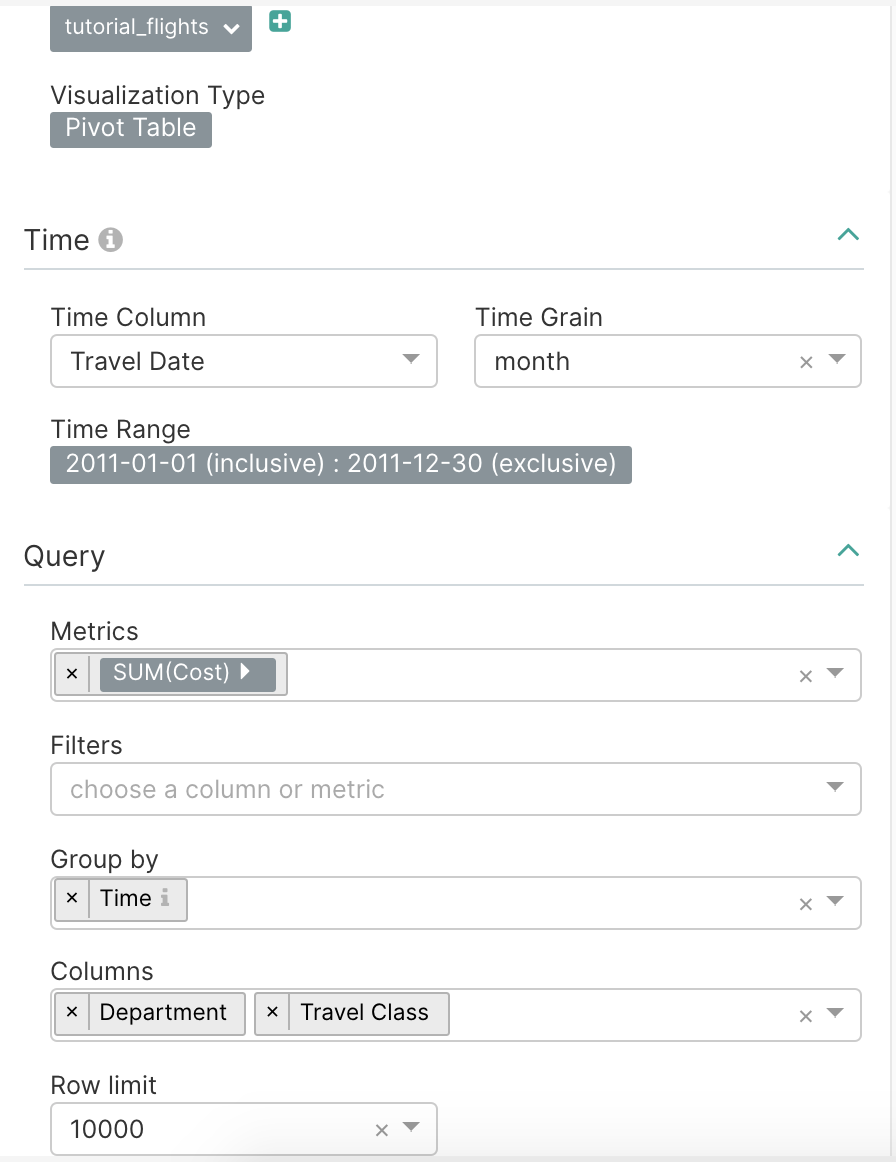 tutorial_flights
Visualization Type
Pivot Table
Time
Time Column Time Grain
Travel Date month
Time Range
2011-01-01 (inclusive) : 2011-12-30 (exclusive)
Query
Metrics
SUM(Cost)
Filters
choose a column or metric
Group by
Time
Columns
Department Travel Class
Row limit
10000